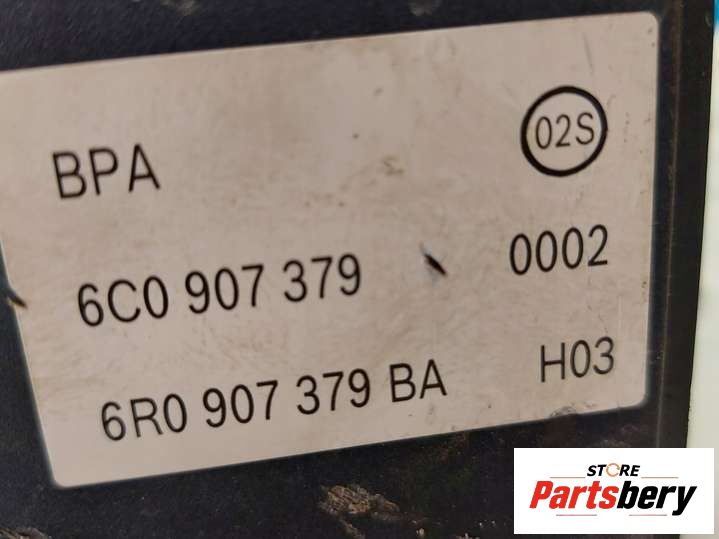 02S
BPA
6C0 907 379 0002
6R0 907 379 BA H03
STORE
Partsbery